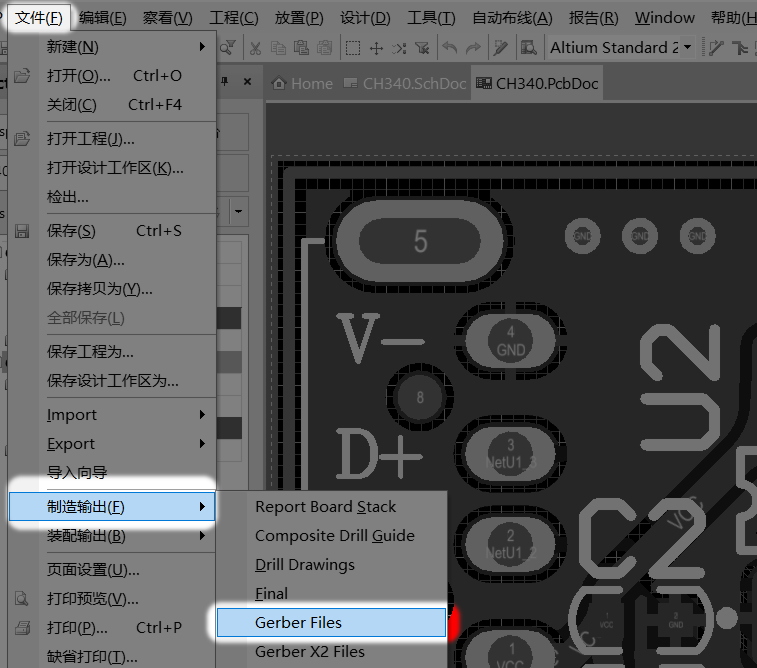 文件(F) 编辑(E) 察看(V) 工程(C) 放置(P) 设计(D) 工具(T) 自动布线(A) 报告(R) Window 帮助(H
Altium Standard 2
Home CH340.SchDoc CH340.PcbDoc
新建(N)
打开(O)... Ctrl+O
关闭(C) Ctrl+F4
打开工程(J)...
打开设计工作区(K)...
检出...
保存(S) Ctrl+S
保存为(A)...
保存拷贝为(Y)...
全部保存(L)
保存工程为...
保存设计工作区为...
Import
Export
导入向导
制造输出(F)
装配输出(B)
页面设置(U)...
打印预览(V)...
打印(P)... Ctrl+P
缺省打印(T)...
Report Board Stack
Composite Drill Guide
Drill Drawings
Final
Gerber Files
Gerber X2 Files
5
GND GND GND
V-
4
GND
U2
8
D+
3
NetU1_3
VCC
C2
2
NetU1_2
1
VCC
2
GND
1
VCC
VC